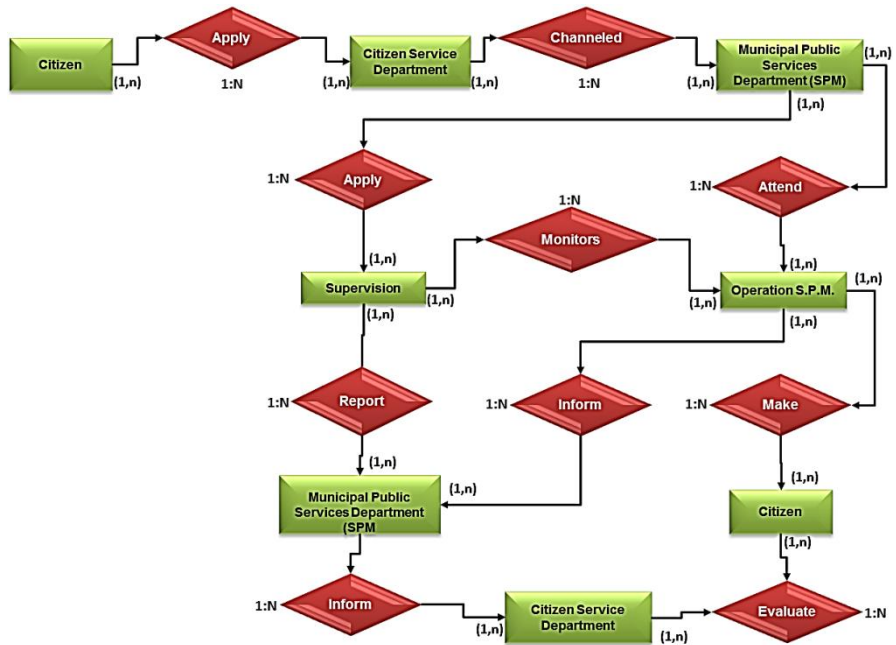 Citizen
(1,n)
Apply
1:N
(1,n)
Citizen Service
Department
(1,n)
Channeled
1:N
(1,n)
Municipal Public
Services
Department (SPM)
(1,n)
(1,n)
1:N
Apply
(1,n)
1:N
Monitors
1:N
Attend
(1,n)
Supervision
(1,n)
(1,n)
(1,n)
Operation S.P.M.
(1,n)
(1,n)
1:N
Report
(1,n)
1:N
Inform
(1,n)
1:N
Make
(1,n)
Municipal Public
Services Department
(SPM
(1,n)
Citizen
(1,n)
1:N
Inform
(1,n)
Citizen Service
Department
(1,n)
Evaluate
1:N